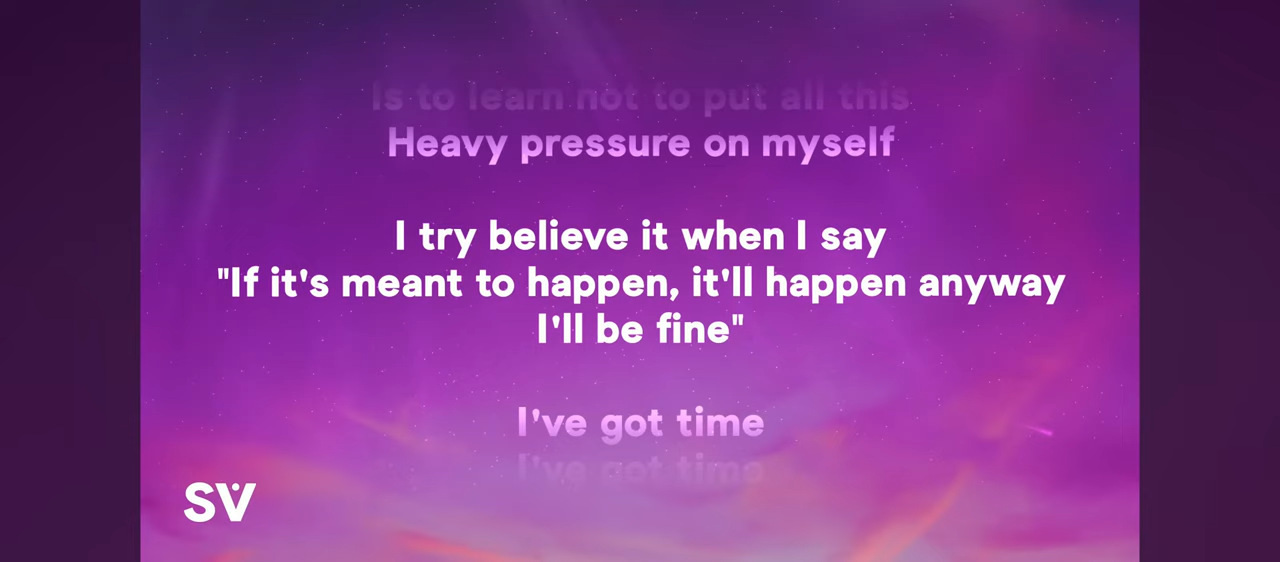 Is to learn not to put all this
Heavy pressure on myself
I try believe it when I say
"If it's meant to happen, it'll happen anyway
I'll be fine"
I've got time
I've got time
SV